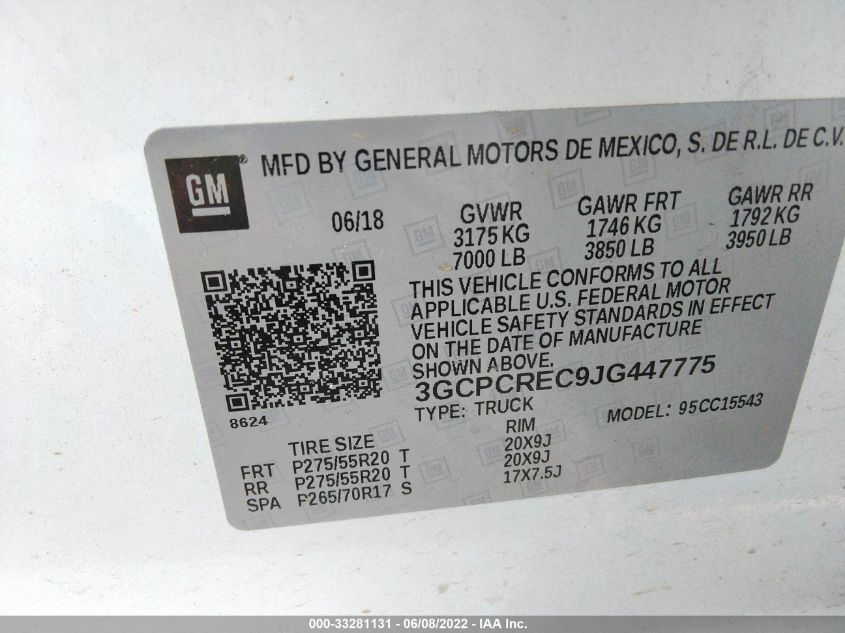 GM ® MFD BY GENERAL MOTORS DE MEXICO, S. DE R.L. DE C.V.
06/18 GVWR GAWR FRT GAWR RR
3175 KG 1746 KG 1792 KG
7000 LB 3850 LB 3950 LB
THIS VEHICLE CONFORMS TO ALL
APPLICABLE U.S. FEDERAL MOTOR
VEHICLE SAFETY STANDARDS IN EFFECT
ON THE DATE OF MANUFACTURE
SHOWN ABOVE.
3GCPCREC9JG447775
8624 TYPE: TRUCK MODEL: 95CC15543
TIRE SIZE RIM
FRT P275/55R20 T 20X9J
RR P275/55R20 T 20X9J
SPA P265/70R17 S 17X7.5J
000-33281131 - 06/08/2022 - IAA Inc.